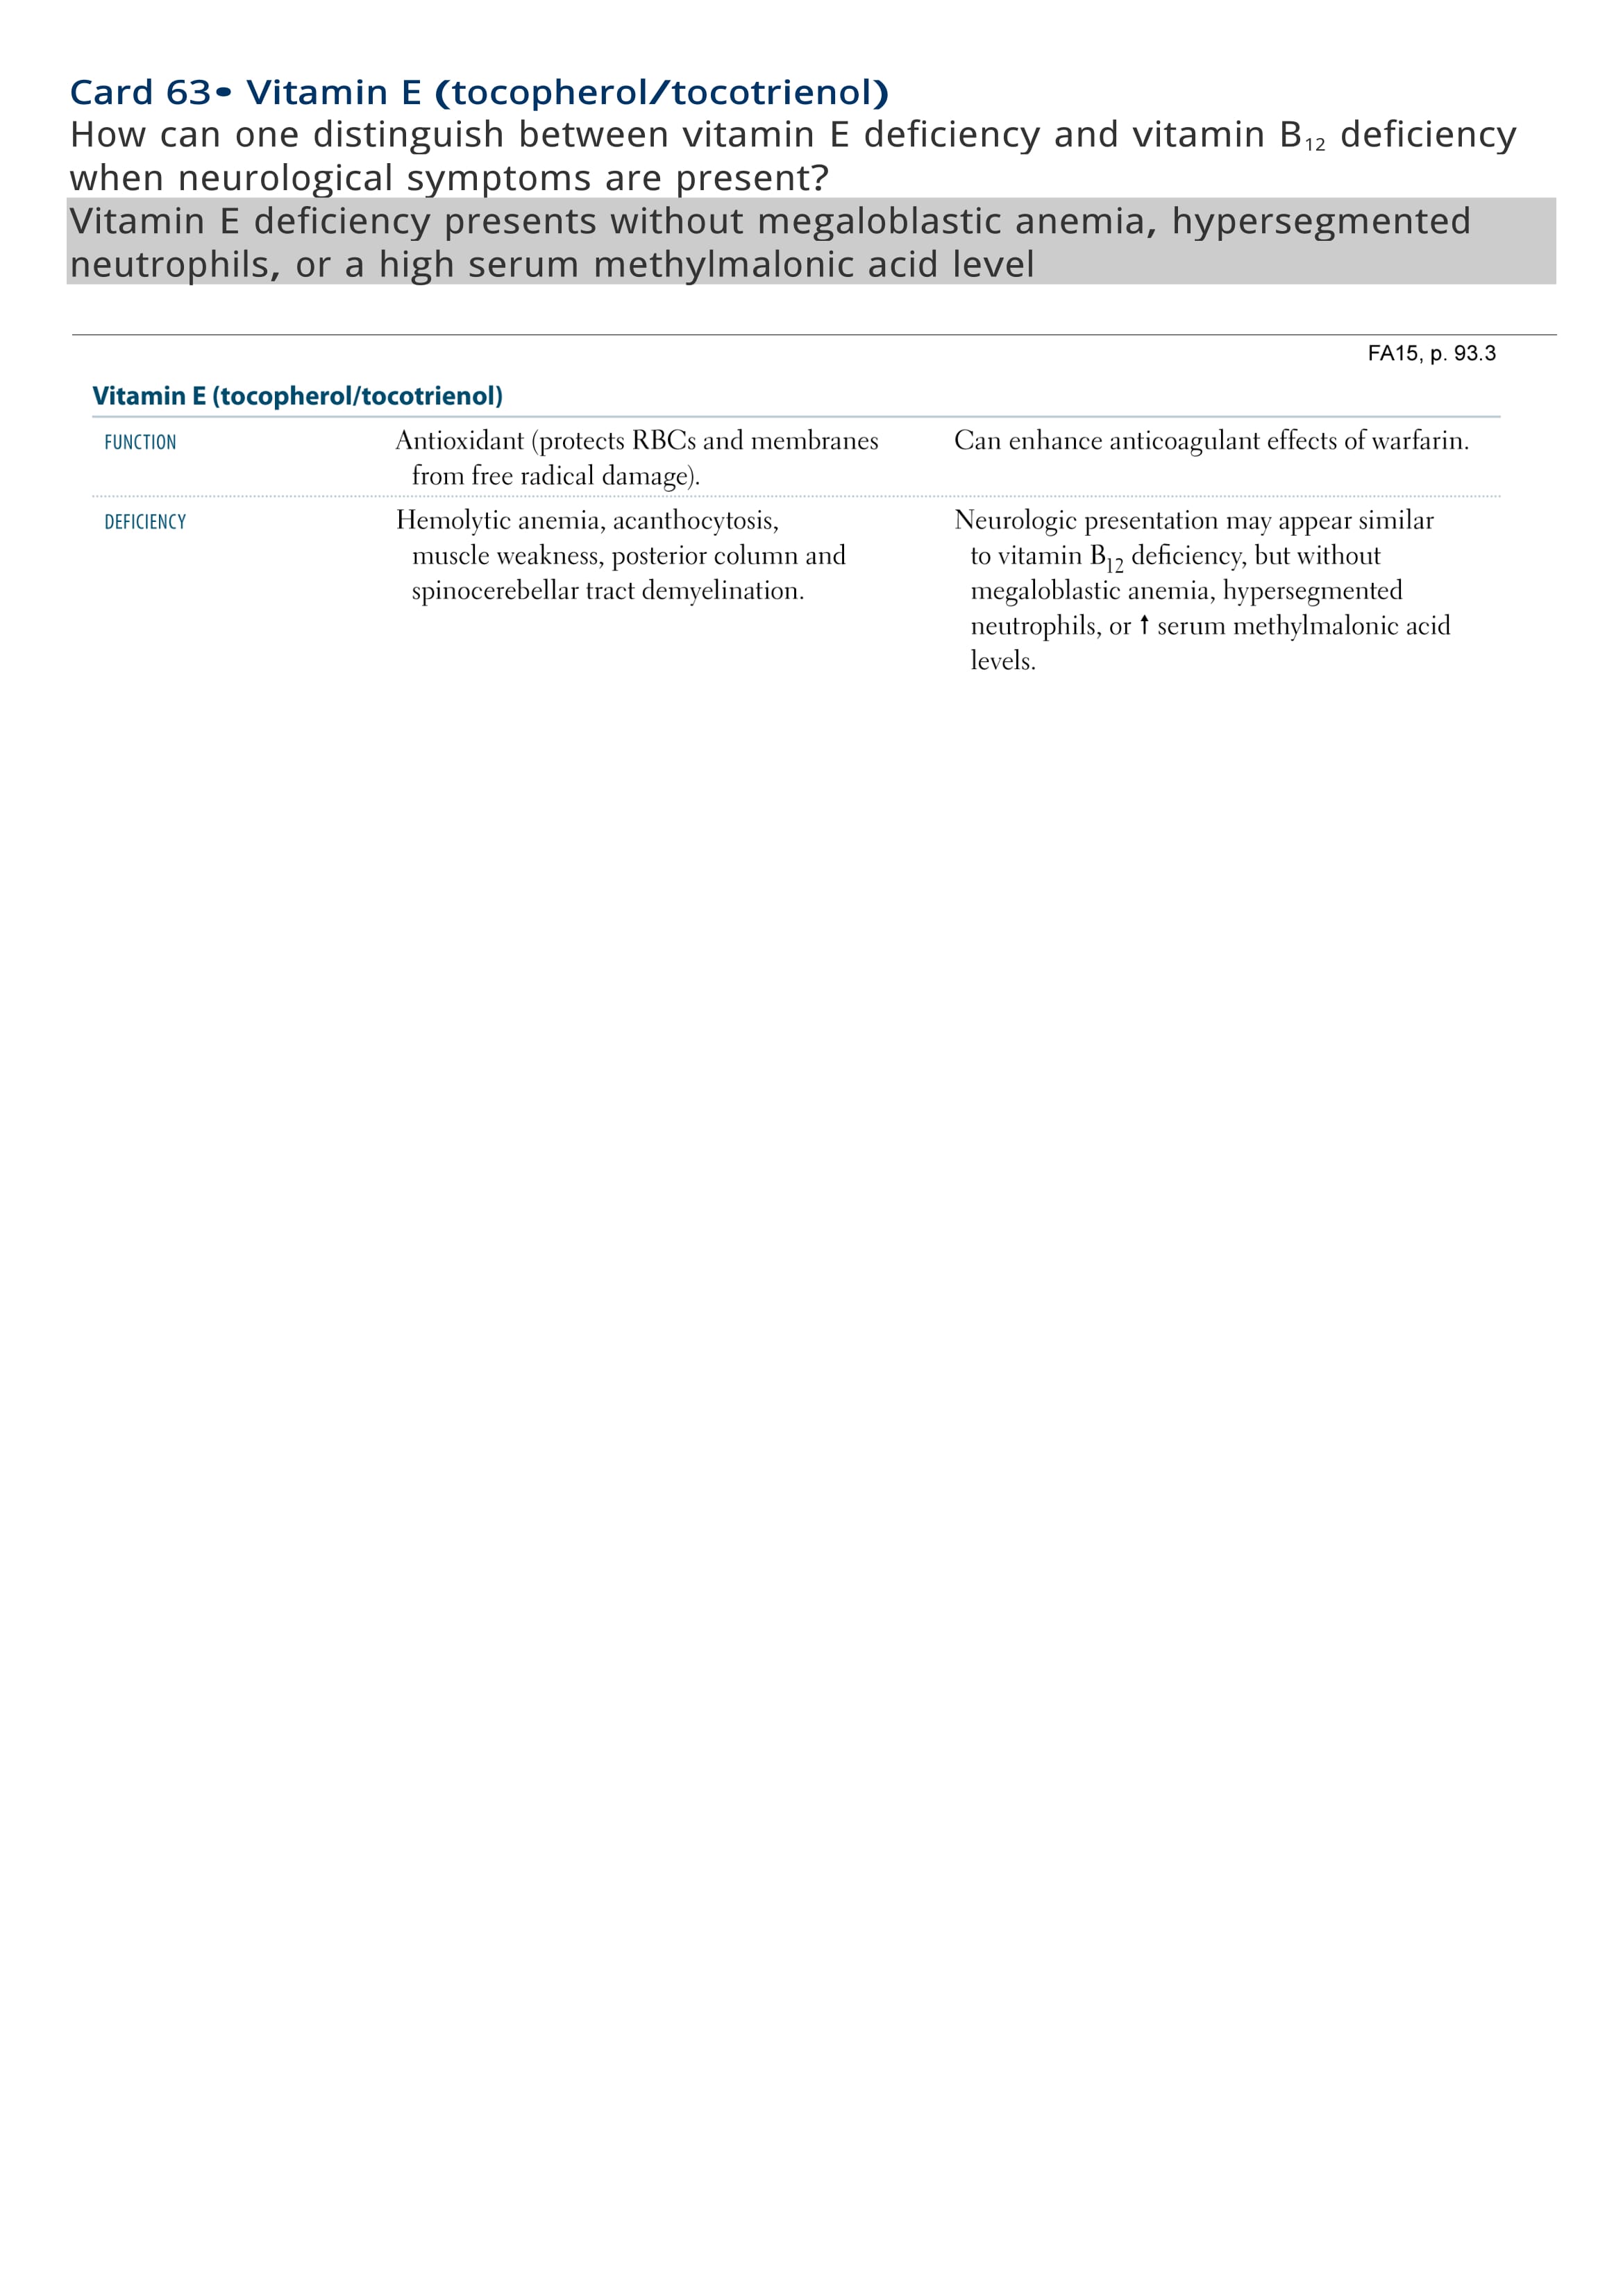 Card 63• Vitamin E (tocopherol/tocotrienol)
How can one distinguish between vitamin E deficiency and vitamin B₁₂ deficiency
when neurological symptoms are present?
Vitamin E deficiency presents without megaloblastic anemia, hypersegmented
neutrophils, or a high serum methylmalonic acid level
FA15, p. 93.3
Vitamin E (tocopherol/tocotrienol)
FUNCTION
Antioxidant (protects RBCs and membranes
from free radical damage).
Can enhance anticoagulant effects of warfarin.
DEFICIENCY
Hemolytic anemia, acanthocytosis,
muscle weakness, posterior column and
spinocerebellar tract demyelination.
Neurologic presentation may appear similar
to vitamin B₁₂ deficiency, but without
megaloblastic anemia, hypersegmented
neutrophils, or ↑ serum methylmalonic acid
levels.